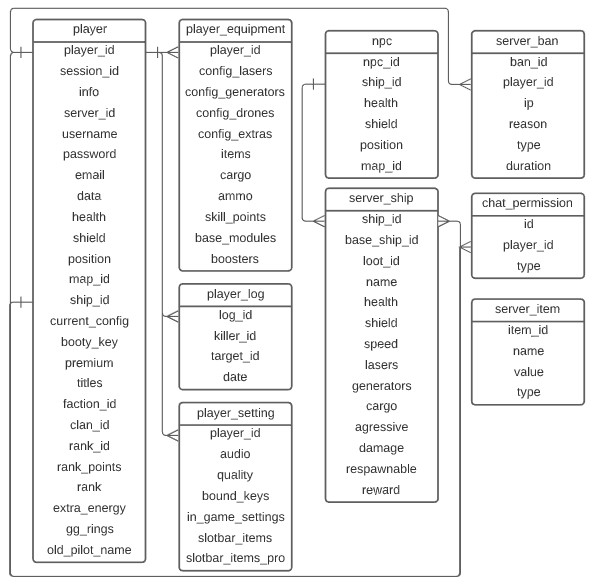 player
player_id
session_id
info
server_id
username
password
email
data
health
shield
position
map_id
ship_id
current_config
booty_key
premium
titles
faction_id
clan_id
rank_id
rank_points
rank
extra_energy
gg_rings
old_pilot_name
player_equipment
player_id
config_lasers
config_generators
config_drones
config_extras
items
cargo
ammo
skill_points
base_modules
boosters
player_log
log_id
killer_id
target_id
date
player_setting
player_id
audio
quality
bound_keys
in_game_settings
slotbar_items
slotbar_items_pro
npc
npc_id
ship_id
health
shield
position
map_id
server_ship
ship_id
base_ship_id
loot_id
name
health
shield
speed
lasers
generators
cargo
agressive
damage
respawnable
reward
server_ban
ban_id
player_id
ip
reason
type
duration
chat_permission
id
player_id
type
server_item
item_id
name
value
type